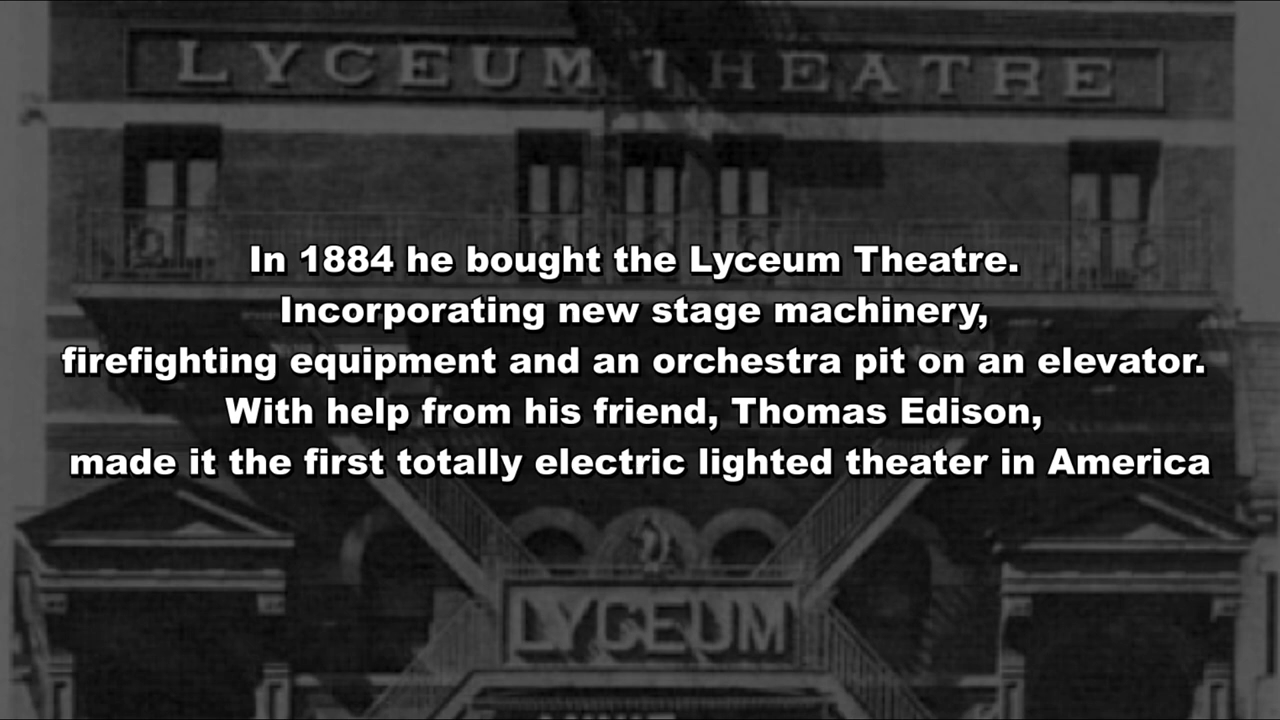 LYCEUM THEATRE
In 1884 he bought the Lyceum Theatre.
Incorporating new stage machinery,
firefighting equipment and an orchestra pit on an elevator.
With help from his friend, Thomas Edison,
made it the first totally electric lighted theater in America
LYCEUM